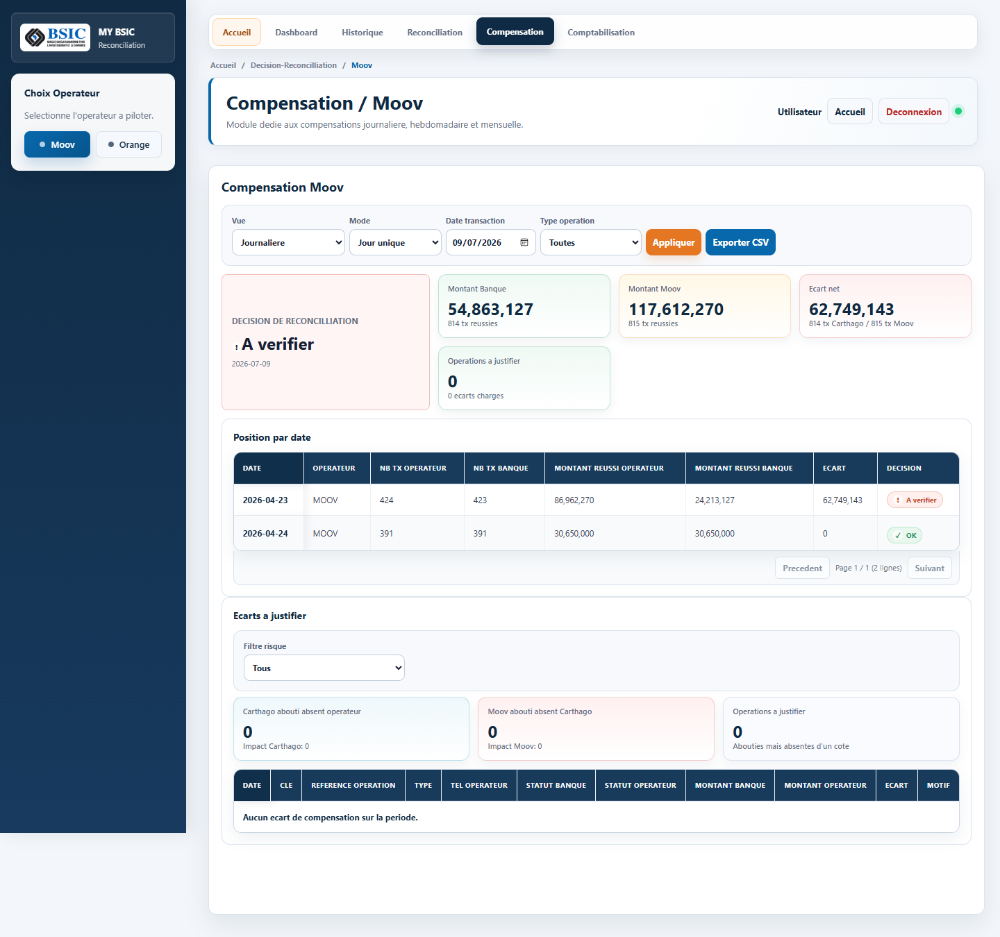 BSIC
BANQUE SAHELO-SAHARIENNE POUR
L'INVESTISSEMENT ET LE COMMERCE
MY BSIC
Reconciliation
Choix Operateur
Selectionne l'operateur a piloter.
Moov
Orange
Accueil
Dashboard
Historique
Reconciliation
Compensation
Comptabilisation
Accueil / Decision-Reconcilliation / Moov
Compensation / Moov
Module dedie aux compensations journaliere, hebdomadaire et mensuelle.
Utilisateur
Accueil
Deconnexion
Compensation Moov
Vue
Mode
Date transaction
Type operation
Journaliere
Jour unique
09/07/2026
Toutes
Appliquer
Exporter CSV
DECISION DE RECONCILLIATION
! A verifier
2026-07-09
Montant Banque
54,863,127
814 tx reussies
Montant Moov
117,612,270
815 tx reussies
Ecart net
62,749,143
814 tx Carthago / 815 tx Moov
Operations a justifier
0
0 ecarts charges
Position par date
DATE OPERATEUR NB TX OPERATEUR NB TX BANQUE MONTANT REUSSI OPERATEUR MONTANT REUSSI BANQUE ECART DECISION
2026-04-23 MOOV 424 423 86,962,270 24,213,127 62,749,143 ! A verifier
2026-04-24 MOOV 391 391 30,650,000 30,650,000 0 ✓ OK
Precedent Page 1 / 1 (2 lignes) Suivant
Ecarts a justifier
Filtre risque
Tous
Carthago abouti absent operateur
0
Impact Carthago: 0
Moov abouti absent Carthago
0
Impact Moov: 0
Operations a justifier
0
Abouties mais absentes d'un cote
DATE CLE REFERENCE OPERATION TYPE TEL OPERATEUR STATUT BANQUE STATUT OPERATEUR MONTANT BANQUE MONTANT OPERATEUR ECART MOTIF
Aucun ecart de compensation sur la periode.